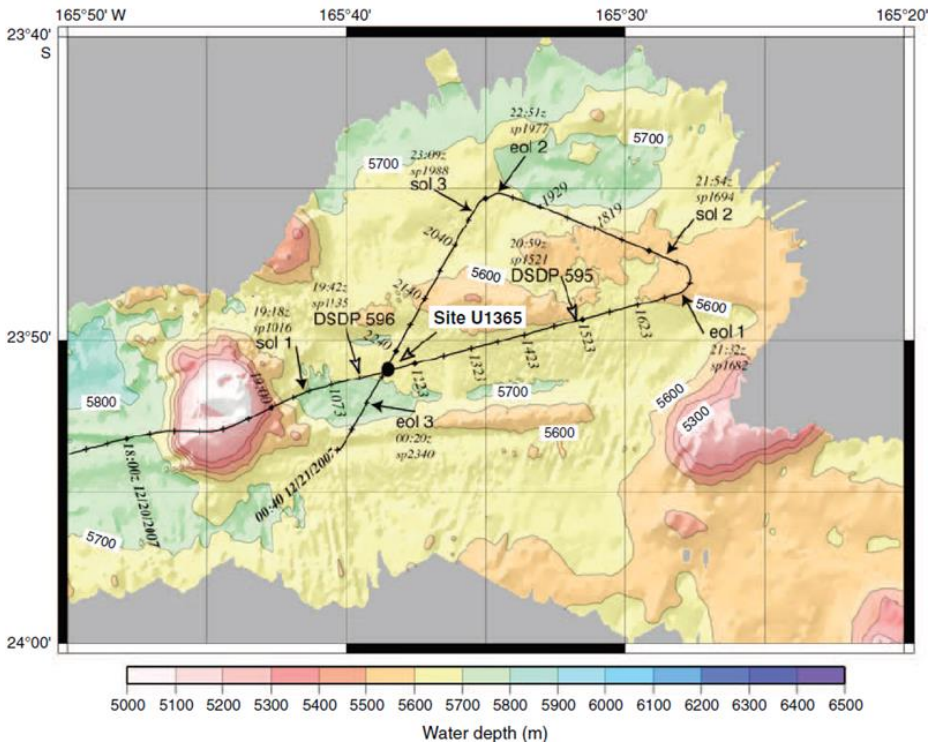 165°50' W
165°40'
165°30'
165°20'
23°40'
S
23°50'
24°00'
22:51z
sp1977
eol 2
5700
5700
23:09z
sp1988
sol 3
21:54z
sp1694
sol 2
1929
1819
2040
20:59z
sp1521
DSDP 595
5600
19:42z
sp1135
DSDP 596
2140
Site U1365
5600
1623
19:18z
sp1016
sol 1
2240
1523
eol 1
21:32z
sp1682
1423
1323
1223
19:00z
5800
1073
5700
5600
5300
eol 3
00:20z
sp2340
5600
18:00z 12/20/2007
00:40 12/21/2007
5700
5000 5100 5200 5300 5400 5500 5600 5700 5800 5900 6000 6100 6200 6300 6400 6500
Water depth (m)